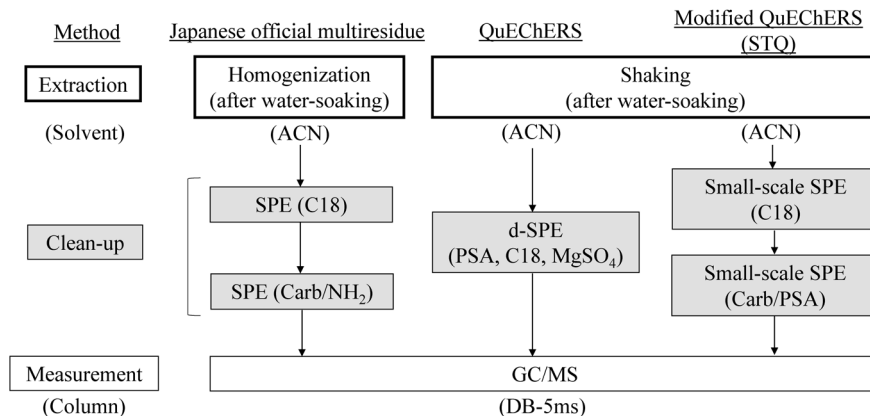 Method
Japanese official multiresidue
QuEChERS
Modified QuEChERS
(STQ)
Extraction
Homogenization
(after water-soaking)
Shaking
(after water-soaking)
(Solvent)
(ACN)
(ACN)
(ACN)
Clean-up
SPE (C18)
SPE (Carb/NH₂)
d-SPE
(PSA, C18, MgSO₄)
Small-scale SPE
(C18)
Small-scale SPE
(Carb/PSA)
Measurement
GC/MS
(Column)
(DB-5ms)